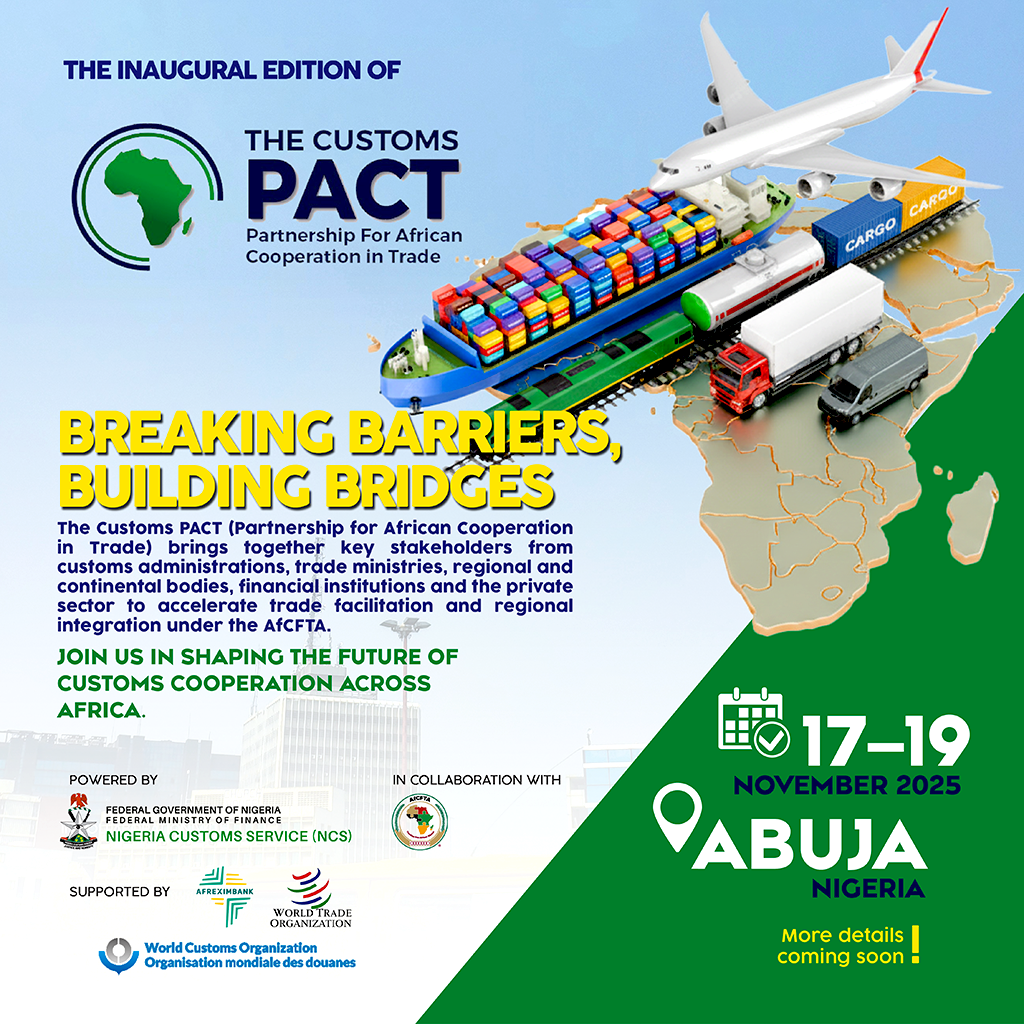 THE INAUGURAL EDITION OF
THE CUSTOMS
PACT
Partnership For African
Cooperation in Trade
CARGO
CARGO
BREAKING BARRIERS,
BUILDING BRIDGES
The Customs PACT (Partnership for African Cooperation
in Trade) brings together key stakeholders from
customs administrations, trade ministries, regional and
continental bodies, financial institutions and the private
sector to accelerate trade facilitation and regional
integration under the AfCFTA.
JOIN US IN SHAPING THE FUTURE OF
CUSTOMS COOPERATION ACROSS
AFRICA.
17–19
NOVEMBER 2025
ABUJA
NIGERIA
POWERED BY
FEDERAL GOVERNMENT OF NIGERIA
FEDERAL MINISTRY OF FINANCE
NIGERIA CUSTOMS SERVICE (NCS)
IN COLLABORATION WITH
AfCFTA
SUPPORTED BY
AFREXIMBANK
WORLD TRADE
ORGANIZATION
World Customs Organization
Organisation mondiale des douanes
More details
coming soon!